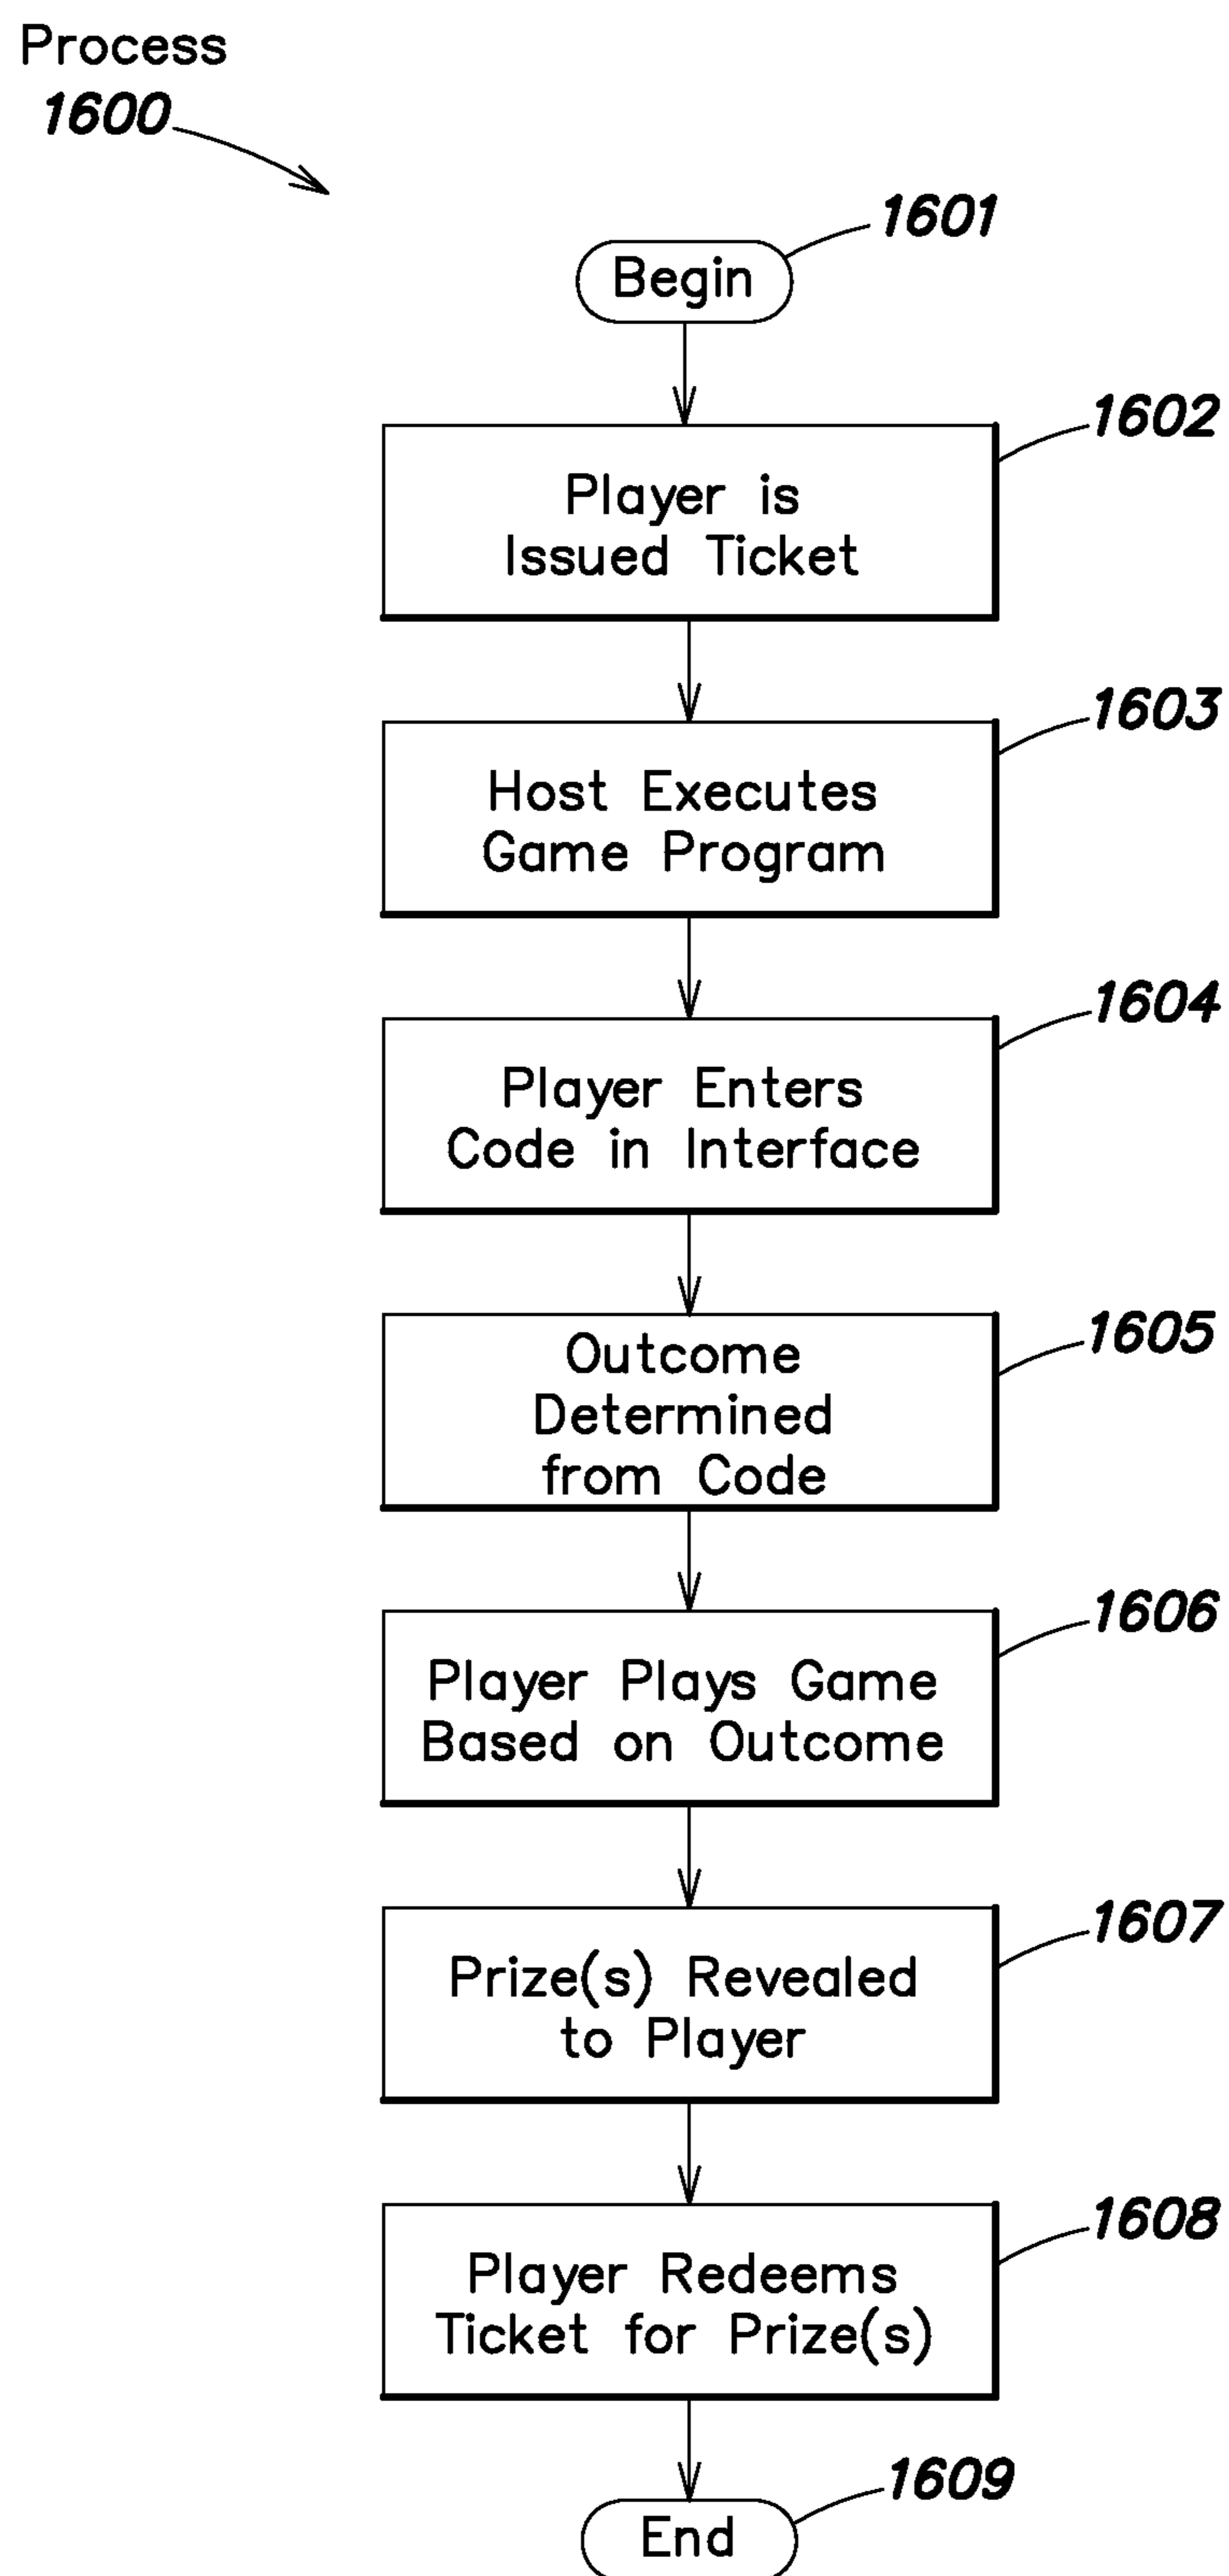 Process
1600
1601
Begin
1602
Player is
Issued Ticket
1603
Host Executes
Game Program
1604
Player Enters
Code in Interface
1605
Outcome
Determined
from Code
1606
Player Plays Game
Based on Outcome
1607
Prize(s) Revealed
to Player
1608
Player Redeems
Ticket for Prize(s)
1609
End